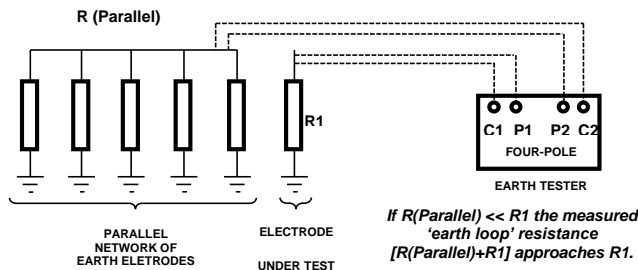 R (Parallel)
R1
C1 P1 P2 C2
FOUR-POLE
EARTH TESTER
PARALLEL
NETWORK OF
EARTH ELETRODES
ELECTRODE
UNDER TEST
If R(Parallel) << R1 the measured
‘earth loop’ resistance
[R(Parallel)+R1] approaches R1.